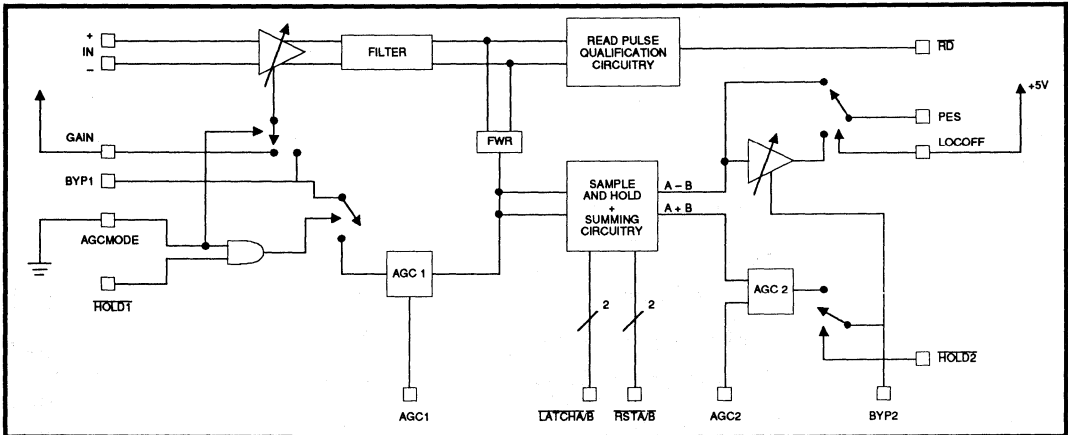 +
IN
−
FILTER
READ PULSE
QUALIFICATION
CIRCUITRY
RD
+5V
PES
LOCOFF
GAIN
BYP1
AGCMODE
HOLD1
FWR
SAMPLE
AND HOLD
+
SUMMING
CIRCUITRY
A − B
A + B
AGC 1
AGC 2
2
2
HOLD2
AGC1
LATCHA/B
RSTA/B
AGC2
BYP2